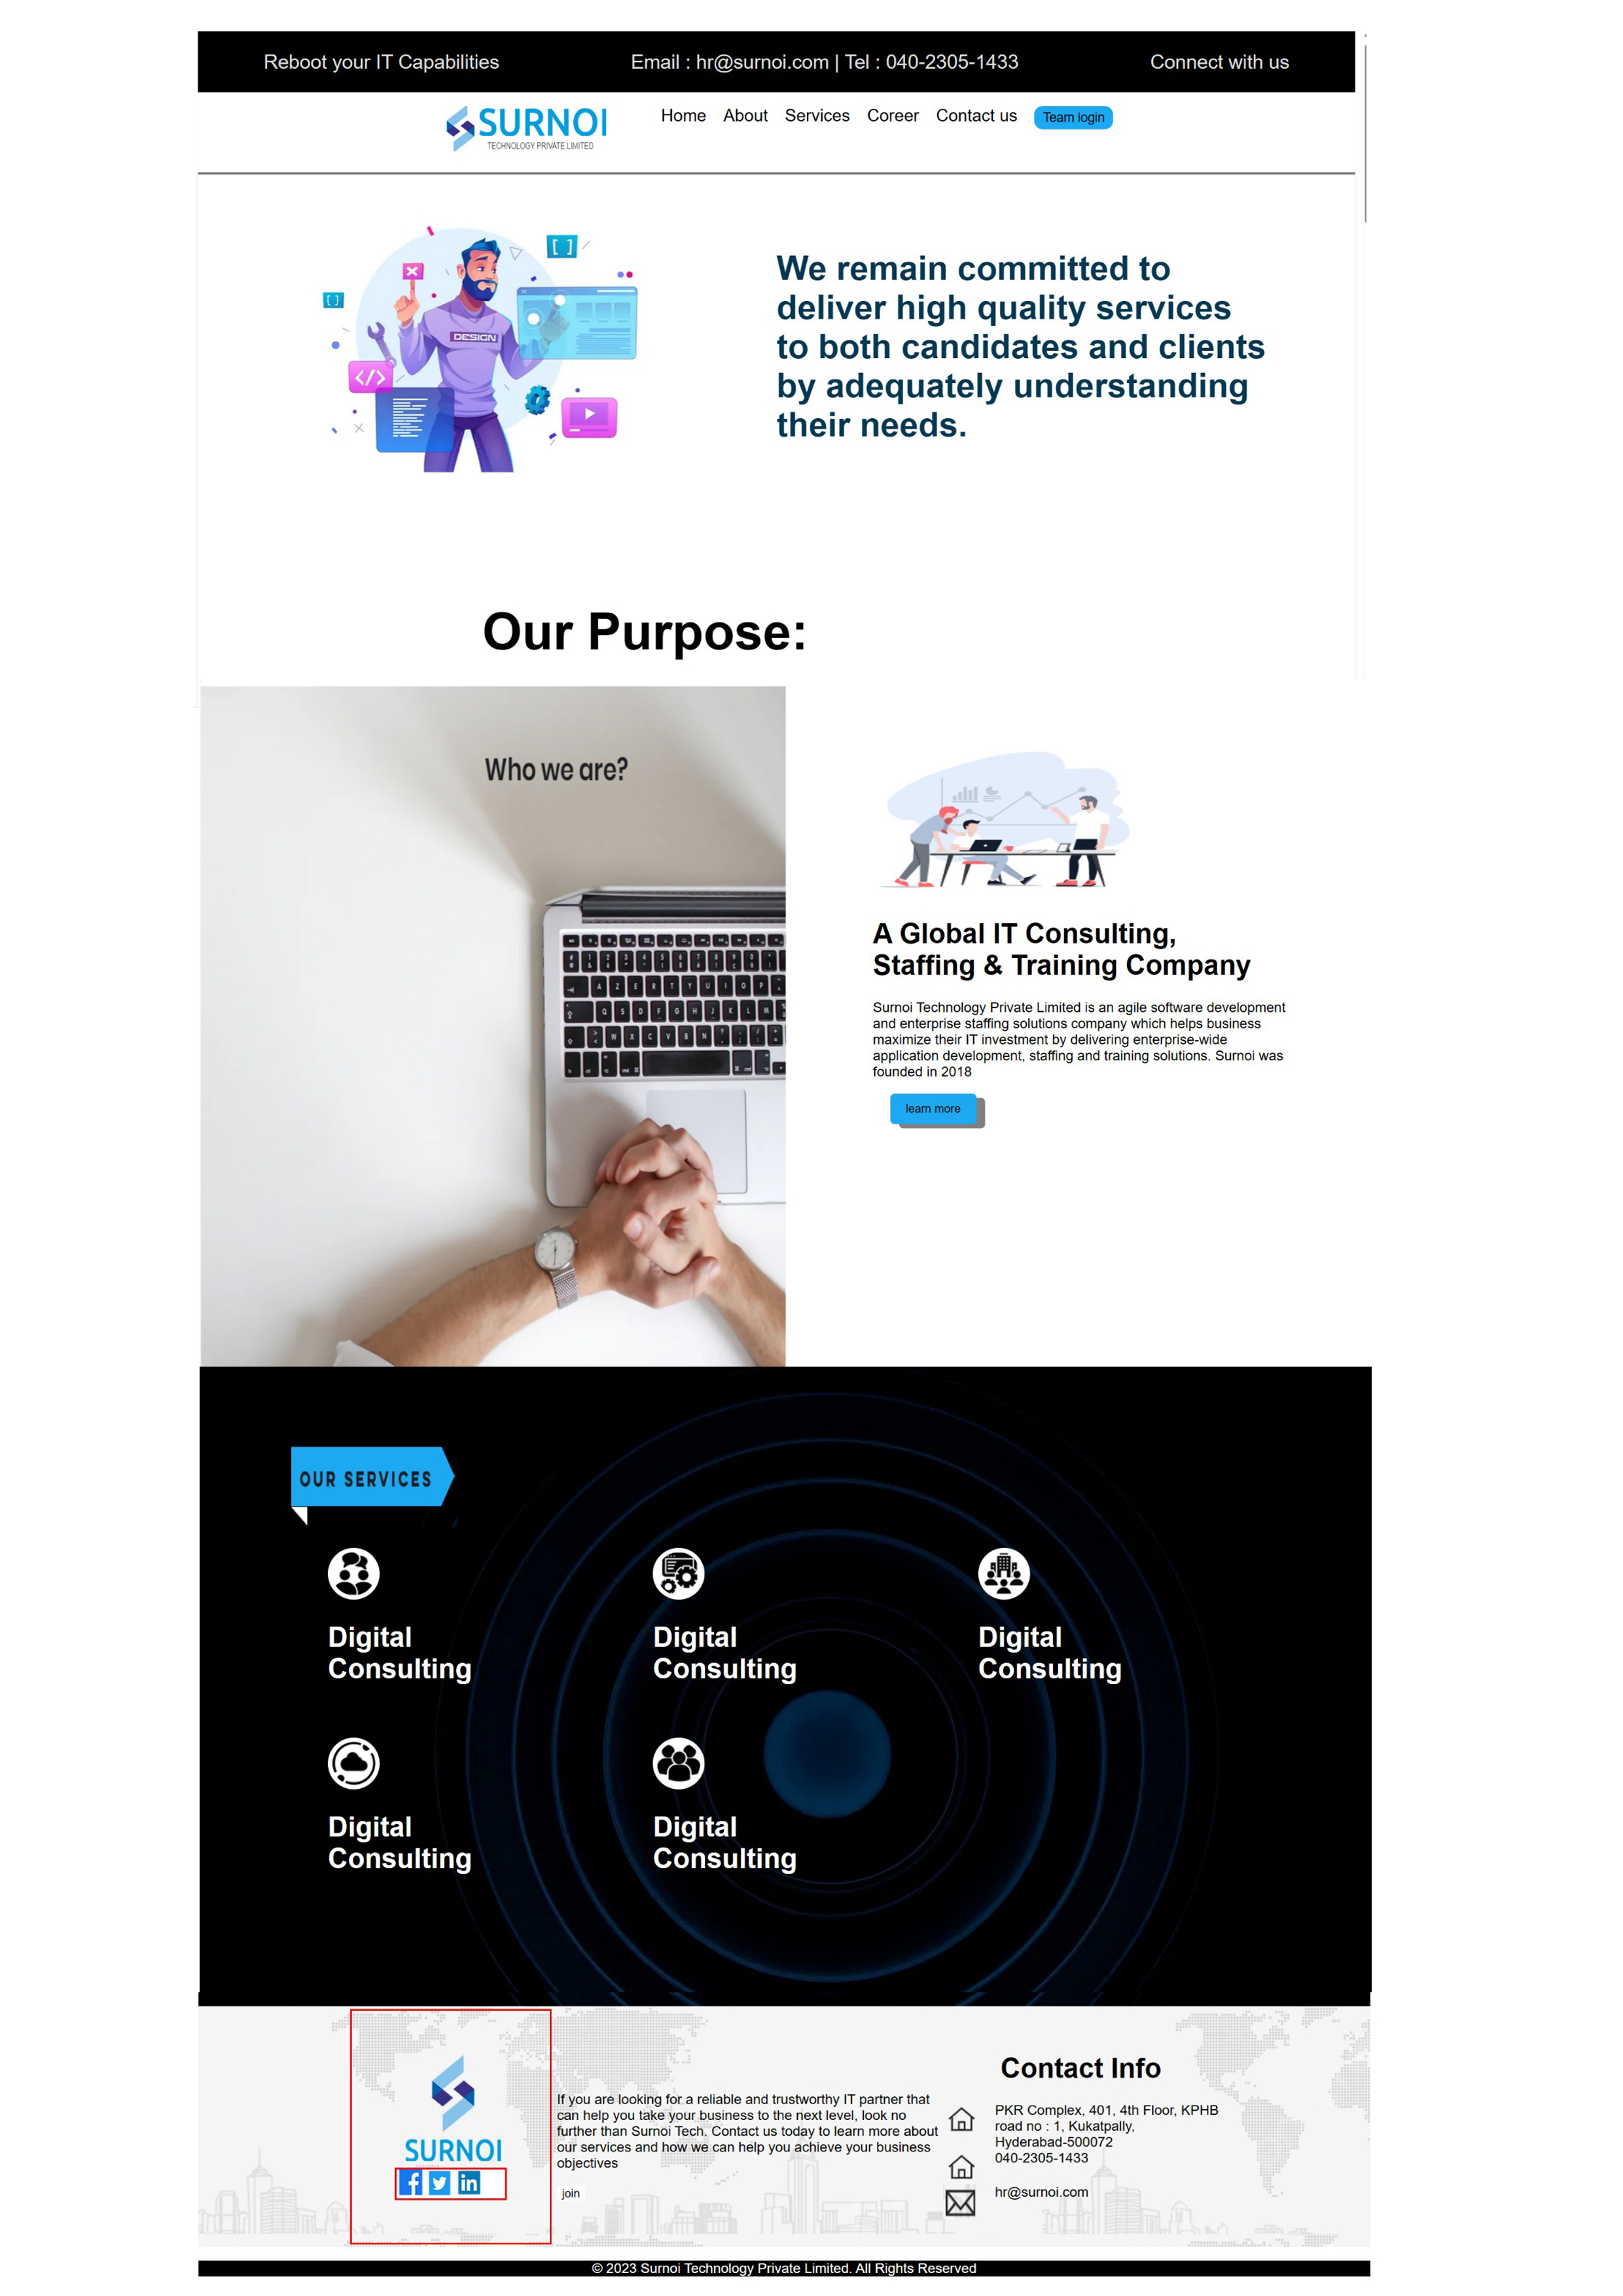 Reboot your IT Capabilities
Email : hr@surnoi.com | Tel : 040-2305-1433
Connect with us
SURNOI
TECHNOLOGY PRIVATE LIMITED
Home
About
Services
Career
Contact us
Team login
DESIGN
We remain committed to
deliver high quality services
to both candidates and clients
by adequately understanding
their needs.
Our Purpose:
Who we are?
A Global IT Consulting,
Staffing & Training Company
Surnoi Technology Private Limited is an agile software development
and enterprise staffing solutions company which helps business
maximize their IT investment by delivering enterprise-wide
application development, staffing and training solutions. Surnoi was
founded in 2018
learn more
OUR SERVICES
Digital
Consulting
Digital
Consulting
Digital
Consulting
Digital
Consulting
Digital
Consulting
SURNOI
If you are looking for a reliable and trustworthy IT partner that
can help you take your business to the next level, look no
further than Surnoi Tech. Contact us today to learn more about
our services and how we can help you achieve your business
objectives
join
Contact Info
PKR Complex, 401, 4th Floor, KPHB
road no : 1, Kukatpally,
Hyderabad-500072
040-2305-1433
hr@surnoi.com
© 2023 Surnoi Technology Private Limited. All Rights Reserved